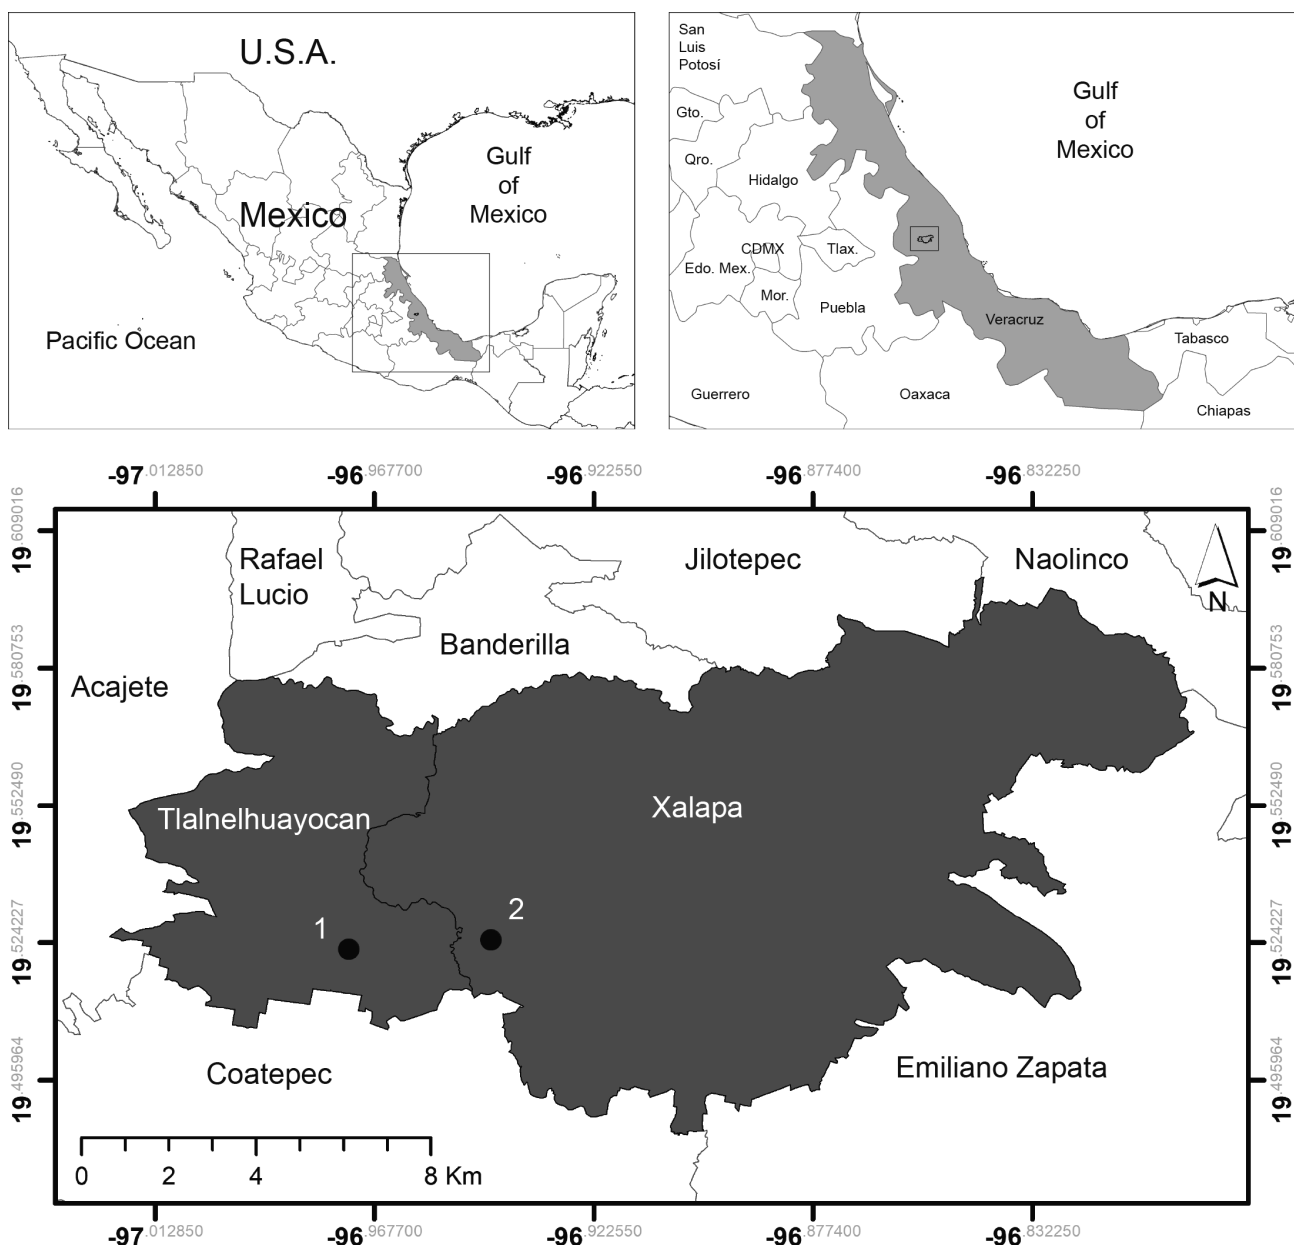 U.S.A.
Gulf
of
Mexico
Mexico
Pacific Ocean
San
Luis
Potosí
Gto.
Qro.
Hidalgo
Gulf
of
Mexico
CDMX
Tlax.
Edo. Mex.
Mor.
Puebla
Veracruz
Tabasco
Guerrero
Oaxaca
Chiapas
-97.012850 -96.967700 -96.922550 -96.877400 -96.832250
19.609016
19.580753
19.552490
19.524227
19.495964
Rafael
Lucio
Jilotepec
Naolinco
N
Banderilla
Acajete
Tlalnelhuayocan
Xalapa
1
2
Coatepec
Emiliano Zapata
0 2 4 8 Km
19.609016
19.580753
19.552490
19.524227
19.495964
-97.012850 -96.967700 -96.922550 -96.877400 -96.832250